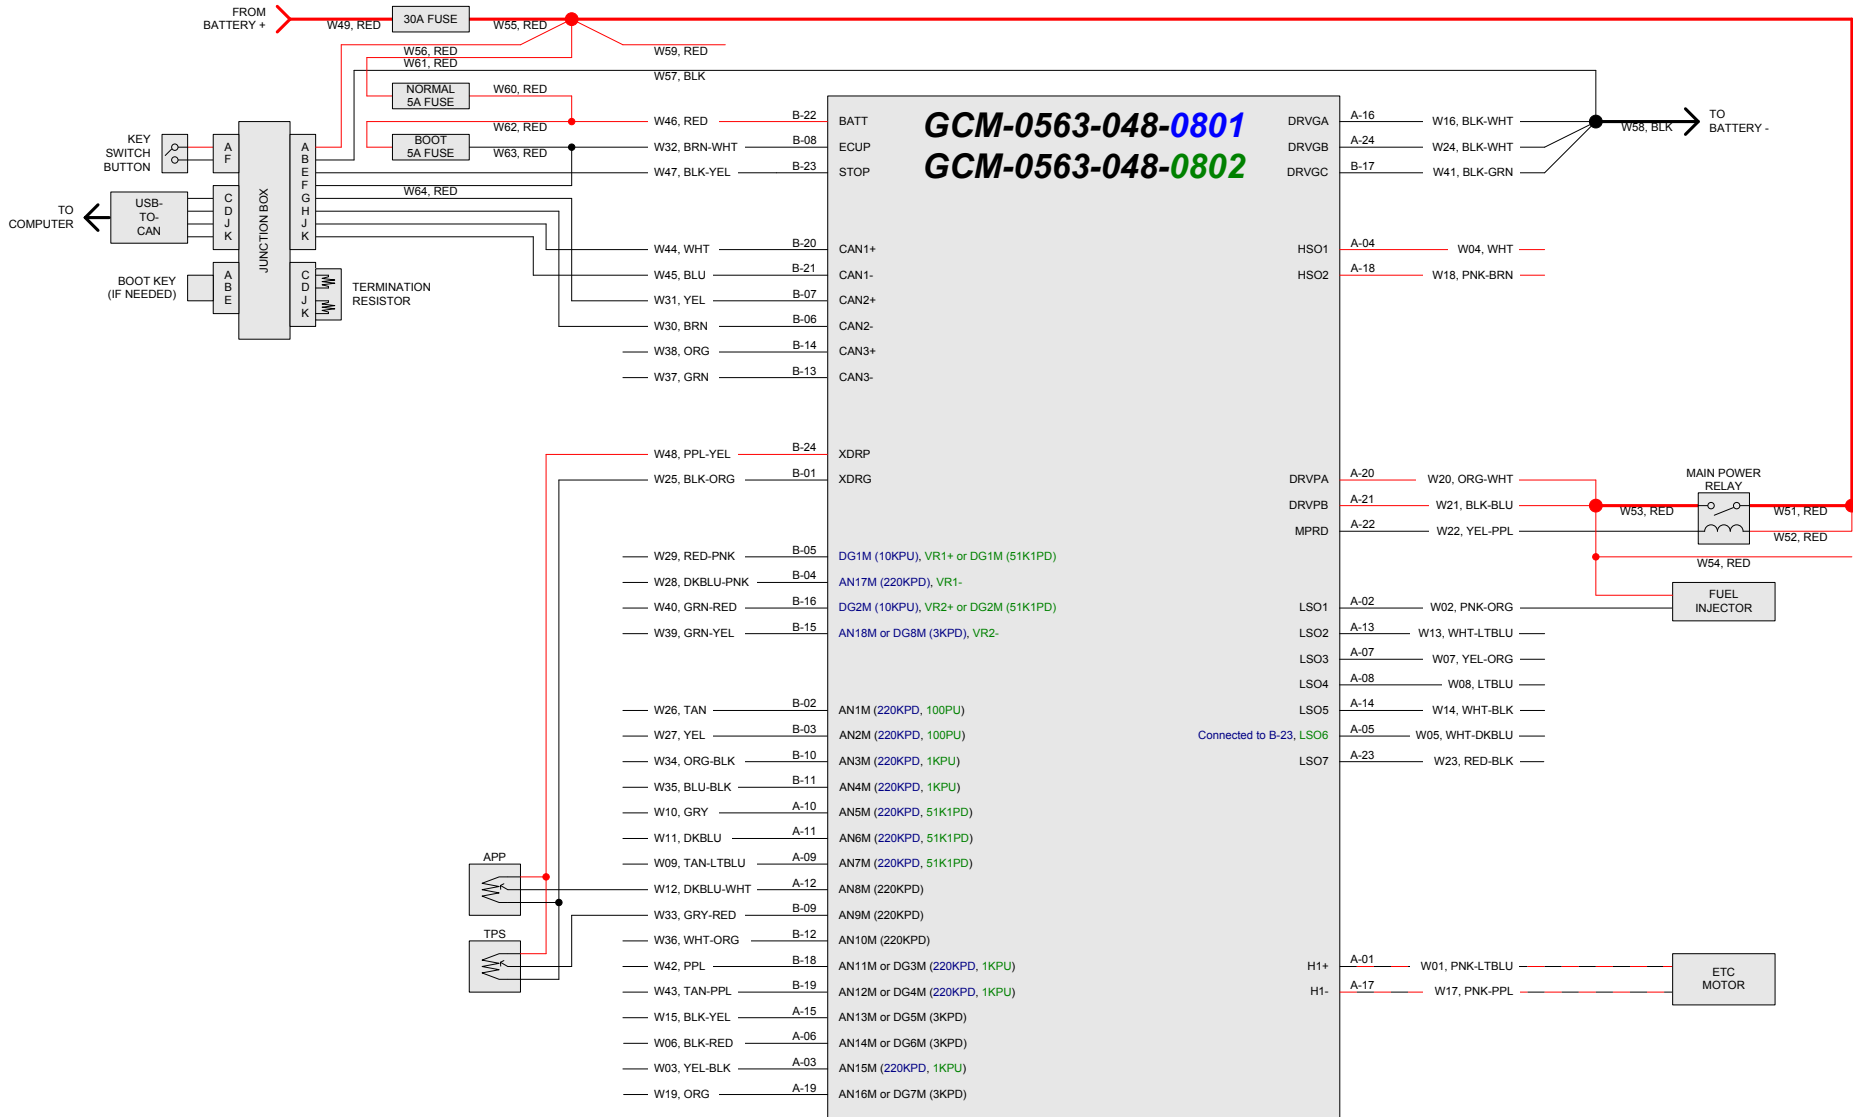 FROM
BATTERY +
W49, RED
30A FUSE
W55, RED
W56, RED
W59, RED
W61, RED
W57, BLK
NORMAL
5A FUSE
W60, RED
W62, RED
BOOT
5A FUSE
W63, RED
W64, RED
KEY
SWITCH
BUTTON
A
F
A
B
E
F
G
H
J
K
TO
COMPUTER
USB-
TO-
CAN
C
D
J
K
JUNCTION BOX
BOOT KEY
(IF NEEDED)
A
B
E
C
D
J
K
TERMINATION
RESISTOR
GCM-0563-048-0801
GCM-0563-048-0802
W46, RED B-22 BATT
W32, BRN-WHT B-08 ECUP
W47, BLK-YEL B-23 STOP
W44, WHT B-20 CAN1+
W45, BLU B-21 CAN1-
W31, YEL B-07 CAN2+
W30, BRN B-06 CAN2-
W38, ORG B-14 CAN3+
W37, GRN B-13 CAN3-
W48, PPL-YEL B-24 XDRP
W25, BLK-ORG B-01 XDRG
W29, RED-PNK B-05 DG1M (10KPU), VR1+ or DG1M (51K1PD)
W28, DKBLU-PNK B-04 AN17M (220KPD), VR1-
W40, GRN-RED B-16 DG2M (10KPU), VR2+ or DG2M (51K1PD)
W39, GRN-YEL B-15 AN18M or DG8M (3KPD), VR2-
W26, TAN B-02 AN1M (220KPD, 100PU)
W27, YEL B-03 AN2M (220KPD, 100PU)
W34, ORG-BLK B-10 AN3M (220KPD, 1KPU)
W35, BLU-BLK B-11 AN4M (220KPD, 1KPU)
W10, GRY A-10 AN5M (220KPD, 51K1PD)
W11, DKBLU A-11 AN6M (220KPD, 51K1PD)
W09, TAN-LTBLU A-09 AN7M (220KPD, 51K1PD)
APP
W12, DKBLU-WHT A-12 AN8M (220KPD)
W33, GRY-RED B-09 AN9M (220KPD)
TPS
W36, WHT-ORG B-12 AN10M (220KPD)
W42, PPL B-18 AN11M or DG3M (220KPD, 1KPU)
W43, TAN-PPL B-19 AN12M or DG4M (220KPD, 1KPU)
W15, BLK-YEL A-15 AN13M or DG5M (3KPD)
W06, BLK-RED A-06 AN14M or DG6M (3KPD)
W03, YEL-BLK A-03 AN15M (220KPD, 1KPU)
W19, ORG A-19 AN16M or DG7M (3KPD)
DRVGA A-16 W16, BLK-WHT
DRVGB A-24 W24, BLK-WHT
DRVGC B-17 W41, BLK-GRN
W58, BLK
TO
BATTERY -
HSO1 A-04 W04, WHT
HSO2 A-18 W18, PNK-BRN
DRVPA A-20 W20, ORG-WHT
DRVPB A-21 W21, BLK-BLU
MPRD A-22 W22, YEL-PPL
MAIN POWER
RELAY
W53, RED
W51, RED
W52, RED
W54, RED
FUEL
INJECTOR
LSO1 A-02 W02, PNK-ORG
LSO2 A-13 W13, WHT-LTBLU
LSO3 A-07 W07, YEL-ORG
LSO4 A-08 W08, LTBLU
LSO5 A-14 W14, WHT-BLK
Connected to B-23, LSO6 A-05 W05, WHT-DKBLU
LSO7 A-23 W23, RED-BLK
H1+ A-01 W01, PNK-LTBLU
H1- A-17 W17, PNK-PPL
ETC
MOTOR